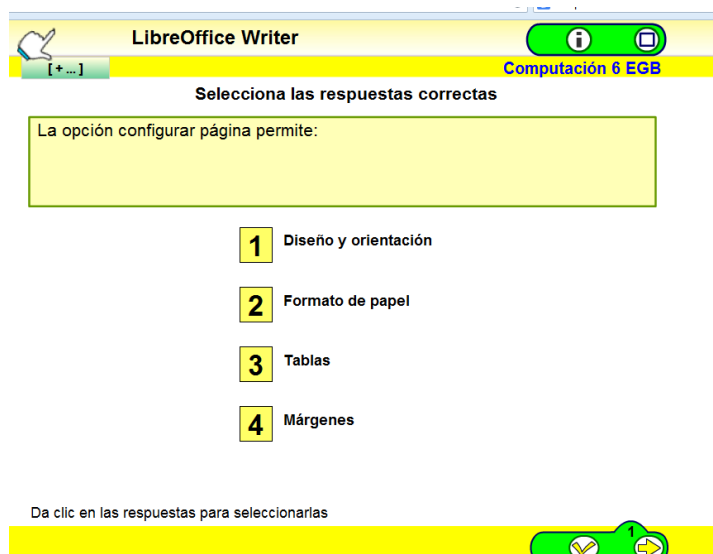 LibreOffice Writer
[+...]
Computación 6 EGB
Selecciona las respuestas correctas
La opción configurar página permite:
1 Diseño y orientación
2 Formato de papel
3 Tablas
4 Márgenes
Da clic en las respuestas para seleccionarlas
1